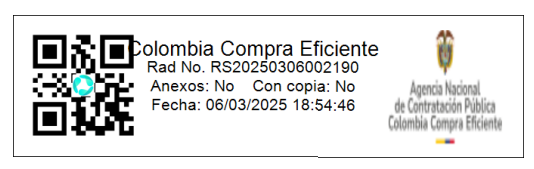 Colombia Compra Eficiente
Rad No. RS20250306002190
Anexos: No Con copia: No
Fecha: 06/03/2025 18:54:46
Agencia Nacional
de Contratación Pública
Colombia Compra Eficiente